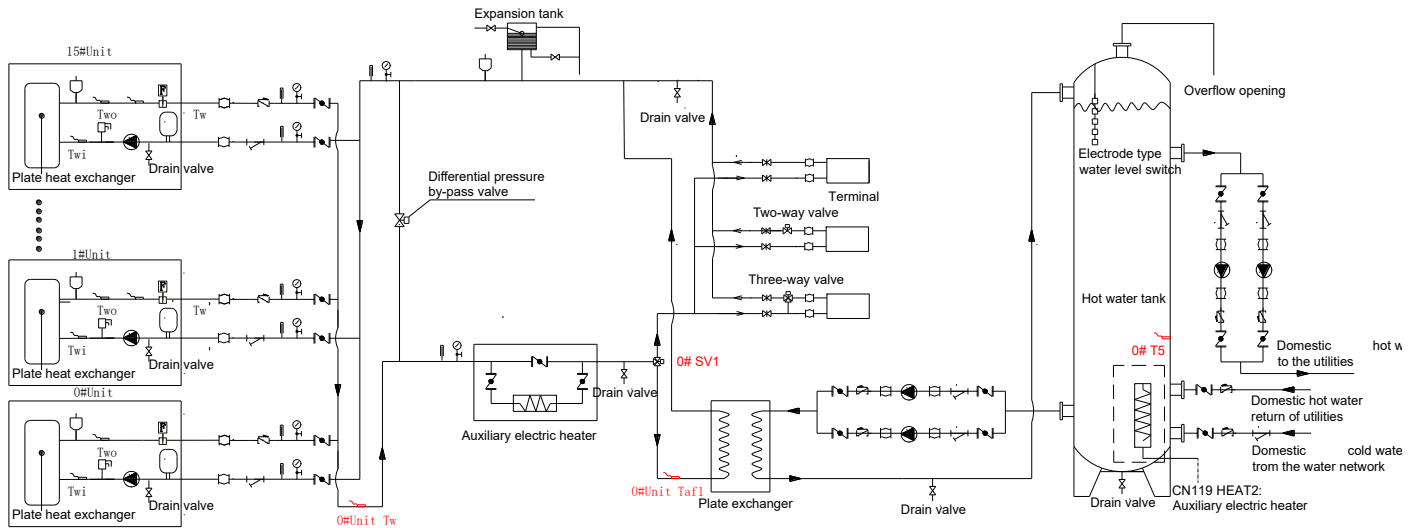 Expansion tank
15#Unit
Two
Tw
Twi
Drain valve
Plate heat exchanger
1#Unit
Two
Tw
Twi
Drain valve
Plate heat exchanger
0#Unit
Two
Twi
Drain valve
Plate heat exchanger
0#Unit Tw
Differential pressure
by-pass valve
Drain valve
Terminal
Two-way valve
Three-way valve
0# SV1
Drain valve
Auxiliary electric heater
0#Unit Taf1
Plate exchanger
Drain valve
Overflow opening
Electrode type
water level switch
Hot water tank
0# T5
Domestic hot w
to the utilities
Domestic hot water
return of utilities
Domestic cold wate
trom the water network
CN119 HEAT2:
Auxiliary electric heater
Drain valve